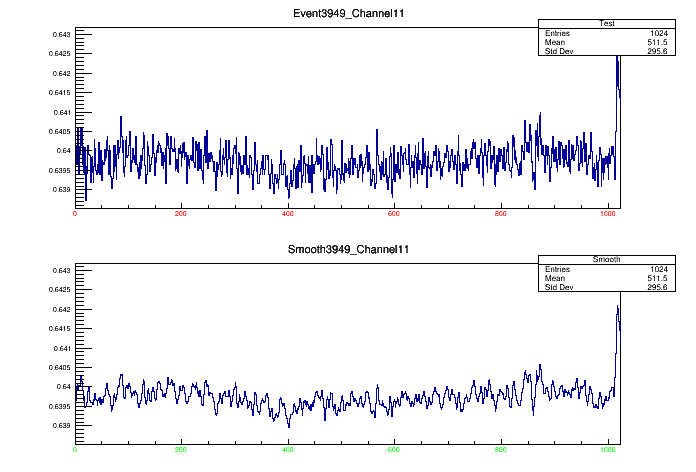 Event3949_Channel11
Test
Entries 1024
Mean 511.5
Std Dev 295.6
0.643
0.6425
0.642
0.6415
0.641
0.6405
0.64
0.6395
0.639
0 200 400 600 800 1000
Smooth3949_Channel11
Smooth
Entries 1024
Mean 511.5
Std Dev 295.6
0.643
0.6425
0.642
0.6415
0.641
0.6405
0.64
0.6395
0.639
0 200 400 600 800 1000